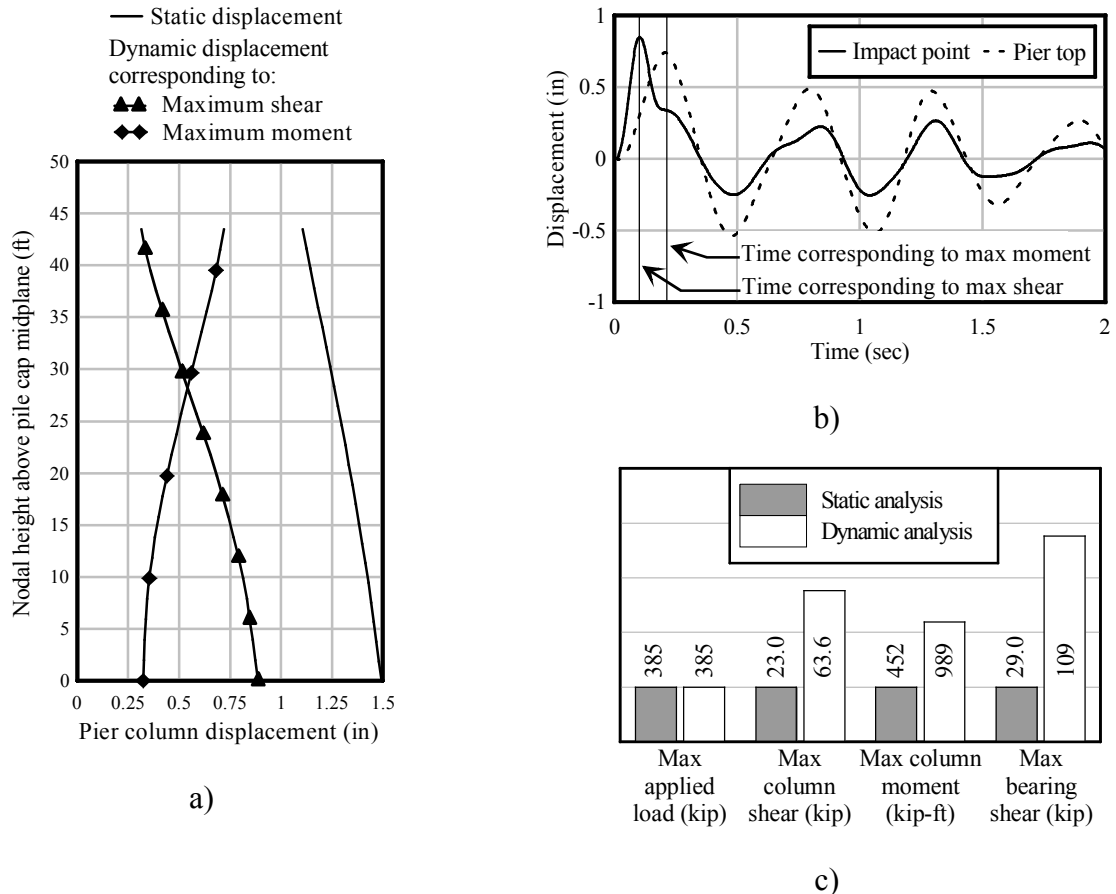 Static displacement
Dynamic displacement
corresponding to:
Maximum shear
Maximum moment
50
45
40
35
30
25
20
15
10
5
0
Nodal height above pile cap midplane (ft)
0 0.25 0.5 0.75 1 1.25 1.5
Pier column displacement (in)
a)
1
0.5
0
-0.5
-1
Displacement (in)
Impact point Pier top
Time corresponding to max moment
Time corresponding to max shear
0 0.5 1 1.5 2
Time (sec)
b)
Static analysis
Dynamic analysis
385 385 23.0 63.6 452 989 29.0 109
Max applied load (kip)
Max column shear (kip)
Max column moment (kip-ft)
Max bearing shear (kip)
c)